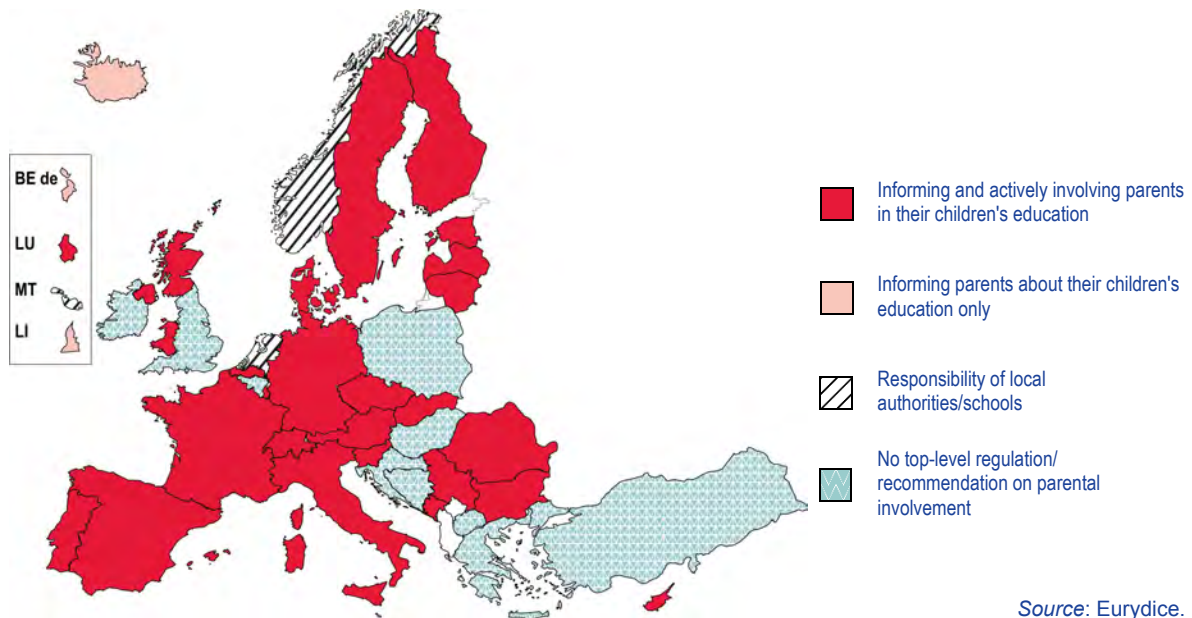 BE de
LU
MT
LI
Informing and actively involving parents
in their children's education
Informing parents about their children's
education only
Responsibility of local
authorities/schools
No top-level regulation/
recommendation on parental
involvement
Source: Eurydice.